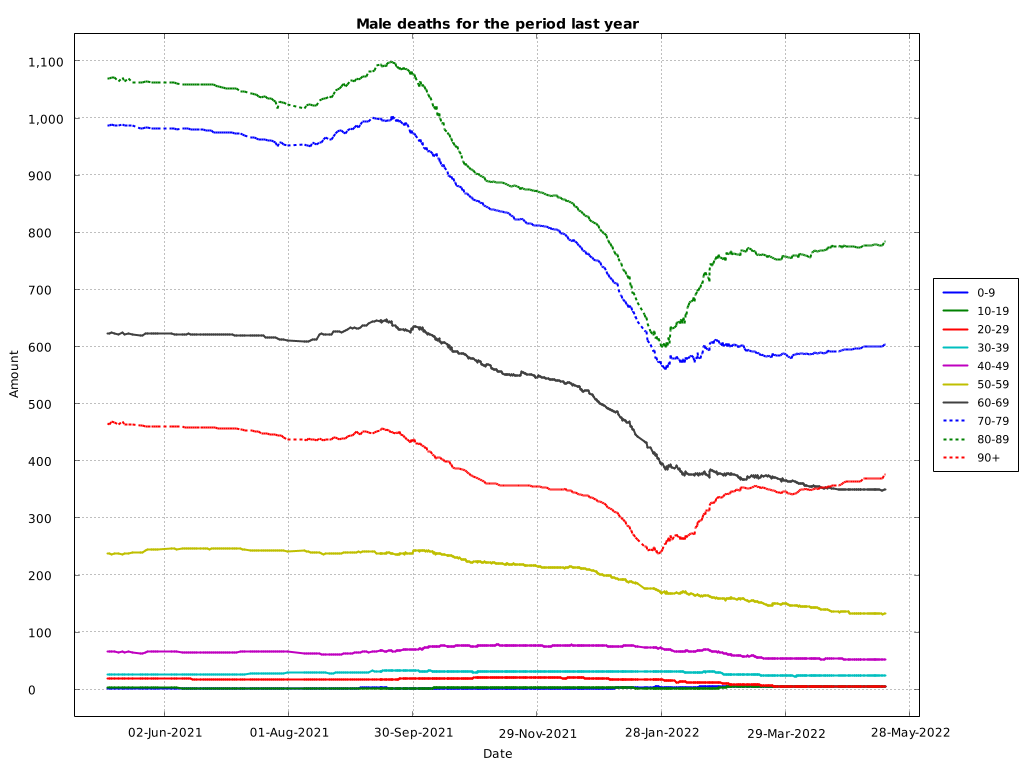 Male deaths for the period last year
1,100
1,000
900
800
700
600
500
400
300
200
100
0
Amount
02-Jun-2021
01-Aug-2021
30-Sep-2021
29-Nov-2021
28-Jan-2022
29-Mar-2022
28-May-2022
Date
0-9
10-19
20-29
30-39
40-49
50-59
60-69
70-79
80-89
90+